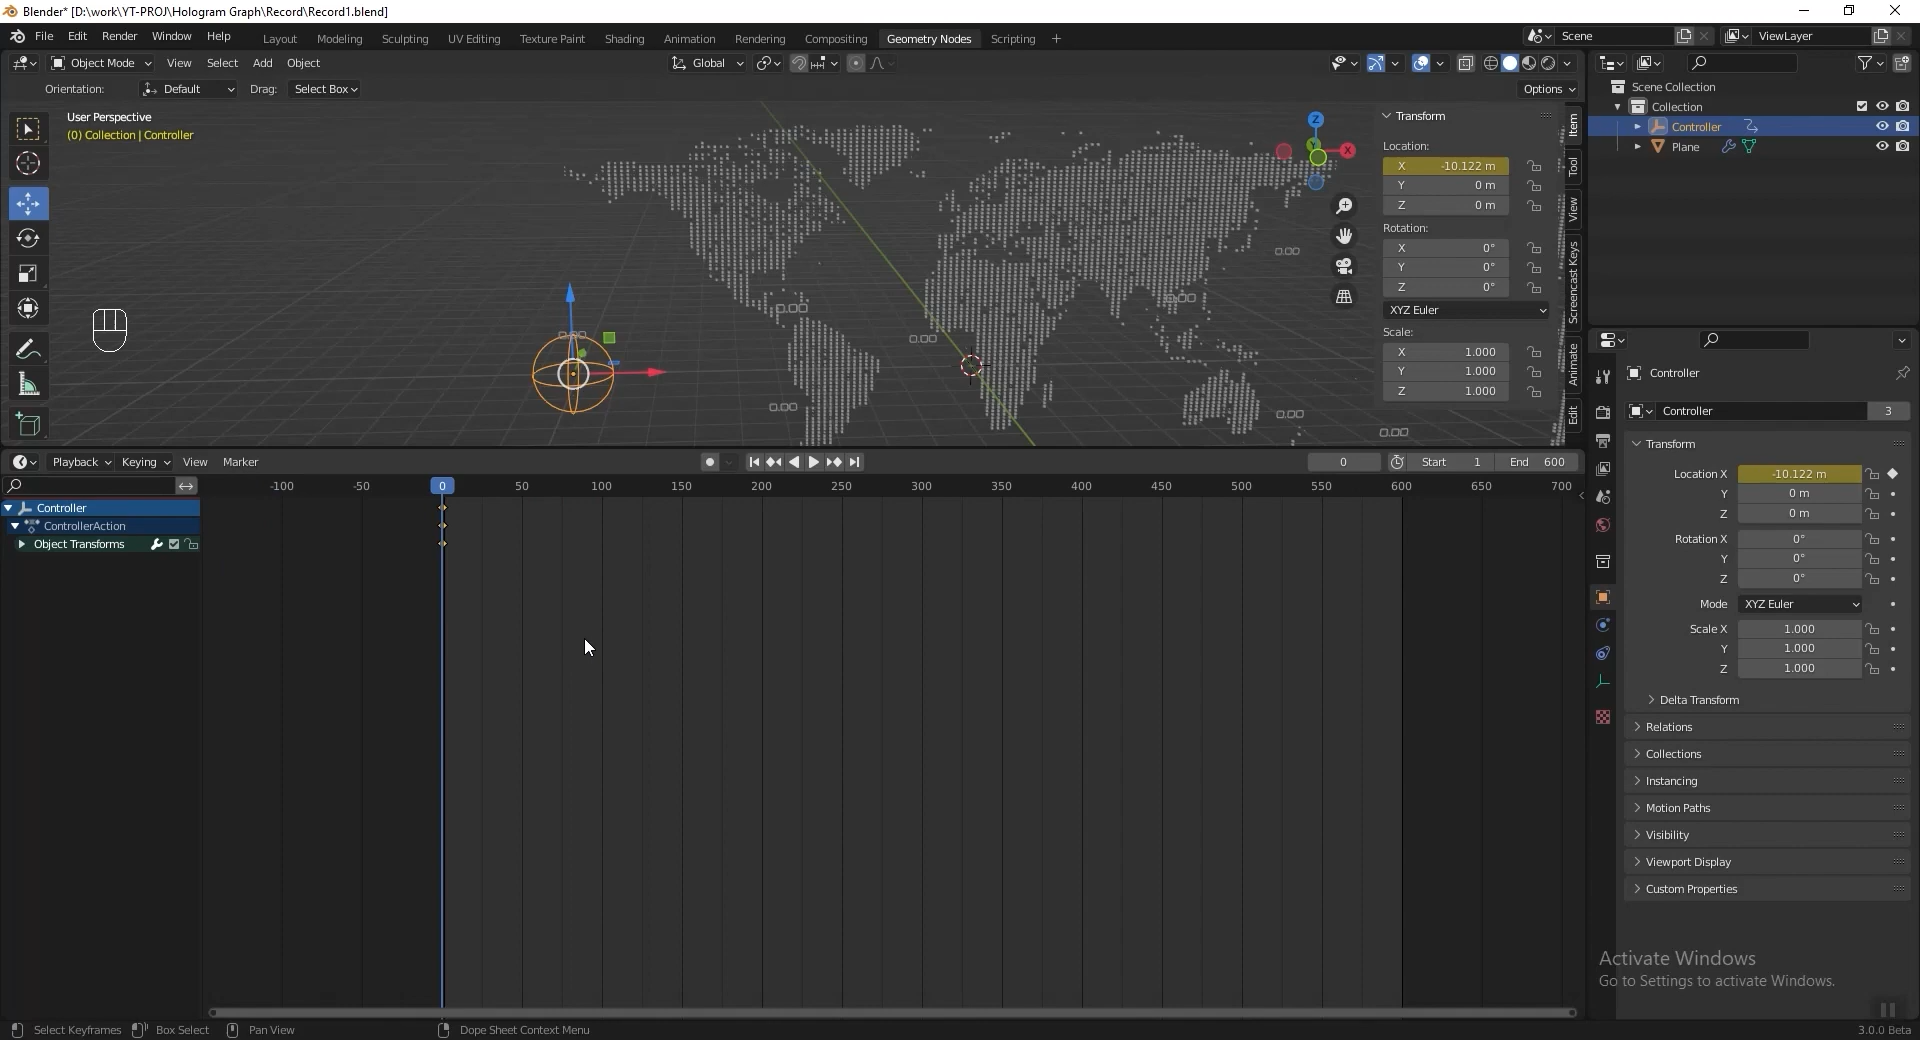 Blender* [D:\work\YT-PROJ\Hologram Graph\Record\Record1.blend]
File Edit Render Window Help Layout Modeling Sculpting UV Editing Texture Paint Shading Animation Rendering Compositing Geometry Nodes Scripting + Scene ViewLayer
Object Mode View Select Add Object Global
Orientation: Default Drag: Select Box Options
User Perspective
(0) Collection | Controller
Z
X
Y
Transform
Location:
X -10.122 m
Y 0 m
Z 0 m
Rotation:
X 0°
Y 0°
Z 0°
XYZ Euler
Scale:
X 1.000
Y 1.000
Z 1.000
Item
Tool
View
Screencast Keys
Animate
Edit
Scene Collection
Collection
Controller
Plane
Playback Keying View Marker 0 Start 1 End 600
-100 -50 0 50 100 150 200 250 300 350 400 450 500 550 600 650 700
Controller
ControllerAction
Object Transforms
Controller
Controller 3
Transform
Location X -10.122 m
Y 0 m
Z 0 m
Rotation X 0°
Y 0°
Z 0°
Mode XYZ Euler
Scale X 1.000
Y 1.000
Z 1.000
Delta Transform
Relations
Collections
Instancing
Motion Paths
Visibility
Viewport Display
Custom Properties
Activate Windows
Go to Settings to activate Windows.
Select Keyframes Box Select Pan View Dope Sheet Context Menu 3.0.0 Beta